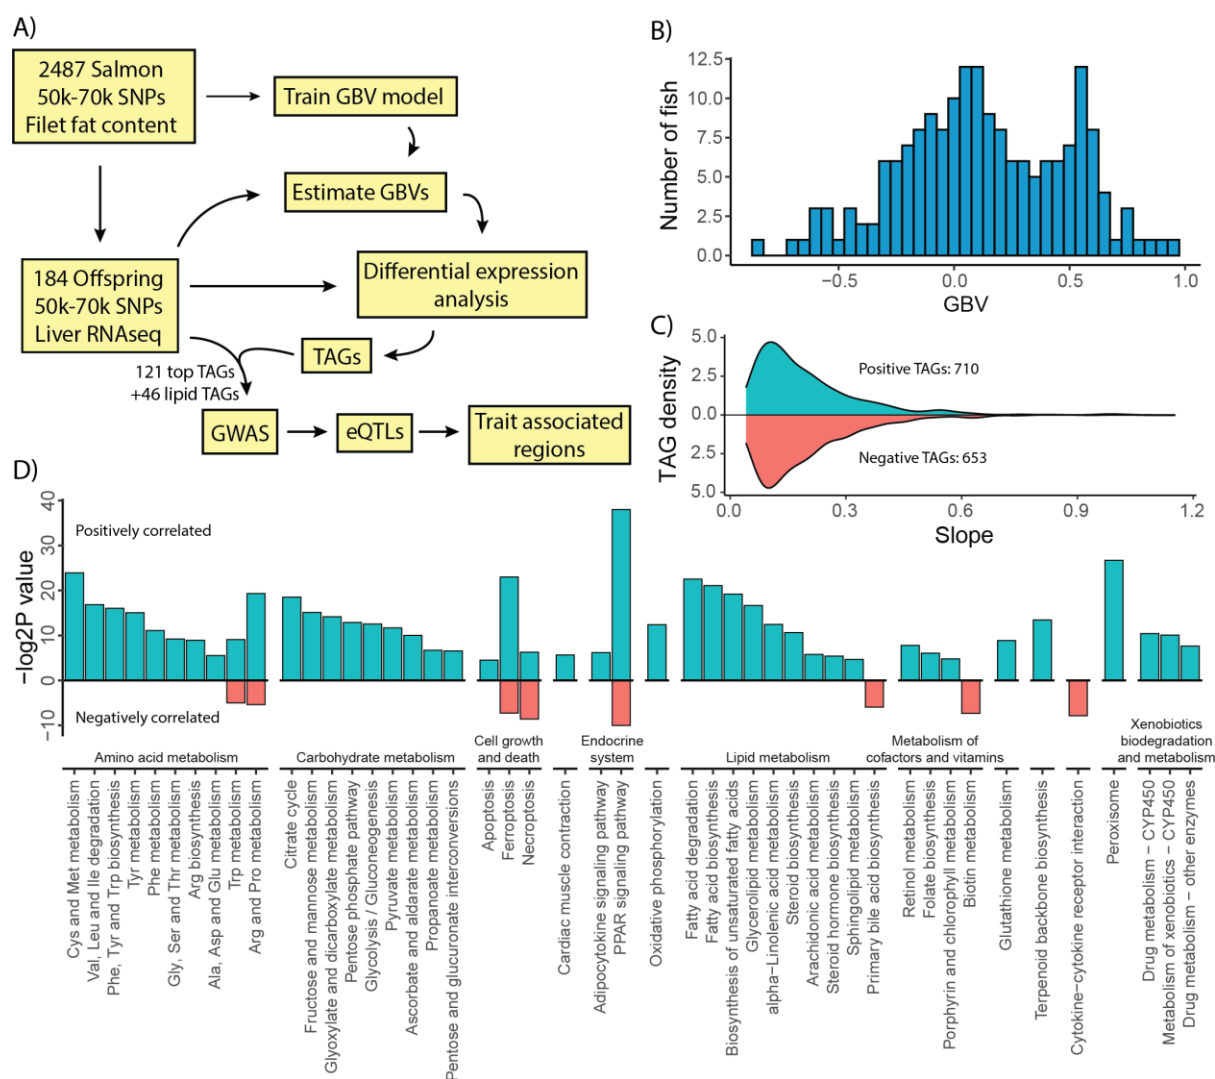 A)
2487 Salmon
50k-70k SNPs
Filet fat content
Train GBV model
Estimate GBVs
184 Offspring
50k-70k SNPs
Liver RNAseq
Differential expression
analysis
TAGs
121 top TAGs
+46 lipid TAGs
GWAS
eQTLs
Trait associated
regions
B)
Number of fish
12.5
10.0
7.5
5.0
2.5
0.0
−0.5
0.0
0.5
1.0
GBV
C)
TAG density
5.0
2.5
0.0
2.5
5.0
Positive TAGs: 710
Negative TAGs: 653
0.0
0.3
0.6
0.9
1.2
Slope
D)
−log2P value
40
30
20
10
0
−10
Positively correlated
Negatively correlated
Amino acid metabolism
Carbohydrate metabolism
Cell growth
and death
Endocrine
system
Lipid metabolism
Metabolism of
cofactors and vitamins
Xenobiotics
biodegradation
and metabolism
Cys and Met metabolism
Val, Leu and Ile degradation
Phe, Tyr and Trp biosynthesis
Tyr metabolism
Phe metabolism
Gly, Ser and Thr metabolism
Arg biosynthesis
Ala, Asp and Glu metabolism
Trp metabolism
Arg and Pro metabolism
Citrate cycle
Fructose and mannose metabolism
Glyoxylate and dicarboxylate metabolism
Pentose phosphate pathway
Glycolysis / Gluconeogenesis
Pyruvate metabolism
Ascorbate and aldarate metabolism
Propanoate metabolism
Pentose and glucuronate interconversions
Apoptosis
Ferroptosis
Necroptosis
Cardiac muscle contraction
Adipocytokine signaling pathway
PPAR signaling pathway
Oxidative phosphorylation
Fatty acid degradation
Fatty acid biosynthesis
Biosynthesis of unsaturated fatty acids
Glycerolipid metabolism
alpha−Linolenic acid metabolism
Steroid biosynthesis
Arachidonic acid metabolism
Steroid hormone biosynthesis
Sphingolipid metabolism
Primary bile acid biosynthesis
Retinol metabolism
Folate biosynthesis
Porphyrin and chlorophyll metabolism
Biotin metabolism
Glutathione metabolism
Terpenoid backbone biosynthesis
Cytokine−cytokine receptor interaction
Peroxisome
Drug metabolism − CYP450
Metabolism of xenobiotics − CYP450
Drug metabolism − other enzymes